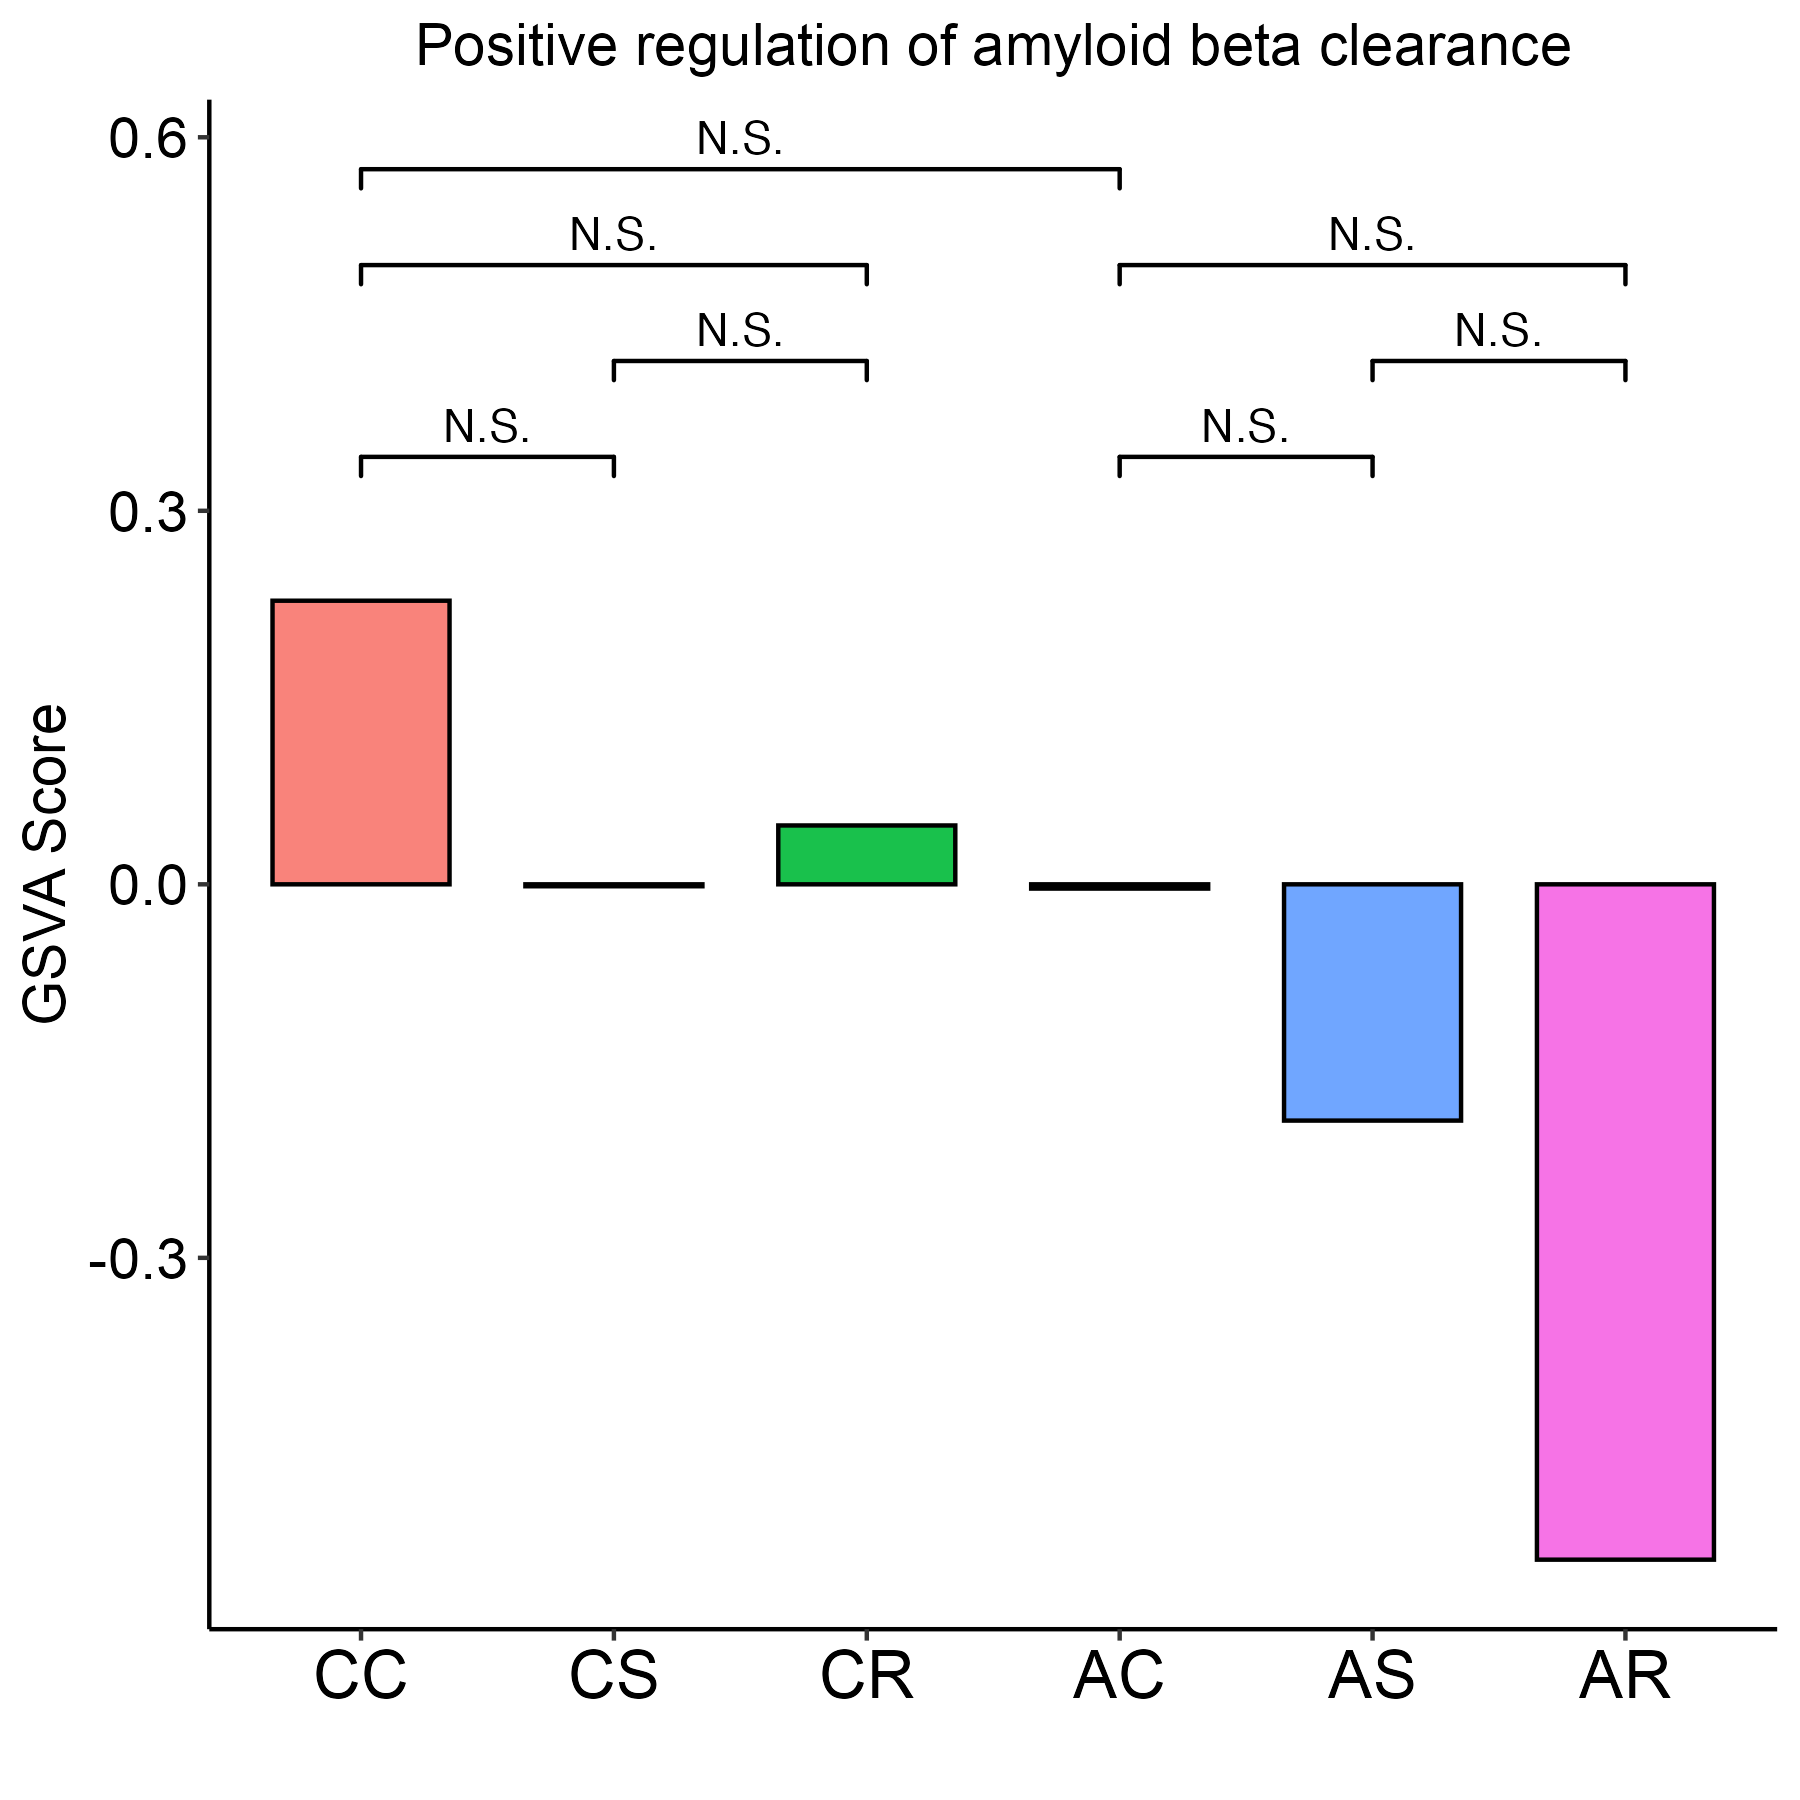 Positive regulation of amyloid beta clearance
0.6
N.S.
N.S.
N.S.
N.S.
N.S.
N.S.
N.S.
0.3
0.0
-0.3
GSVA Score
CC
CS
CR
AC
AS
AR